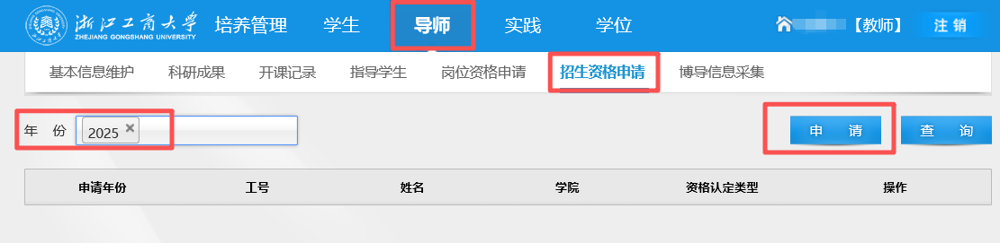 浙江工商大学
ZHEJIANG GONGSHANG UNIVERSITY
培养管理 学生 导师 实践 学位 【教师】 注 销
基本信息维护 科研成果 开课记录 指导学生 岗位资格申请 招生资格申请 博导信息采集
年 份 2025 × 申 请 查 询
申请年份 工号 姓名 学院 资格认定类型 操作